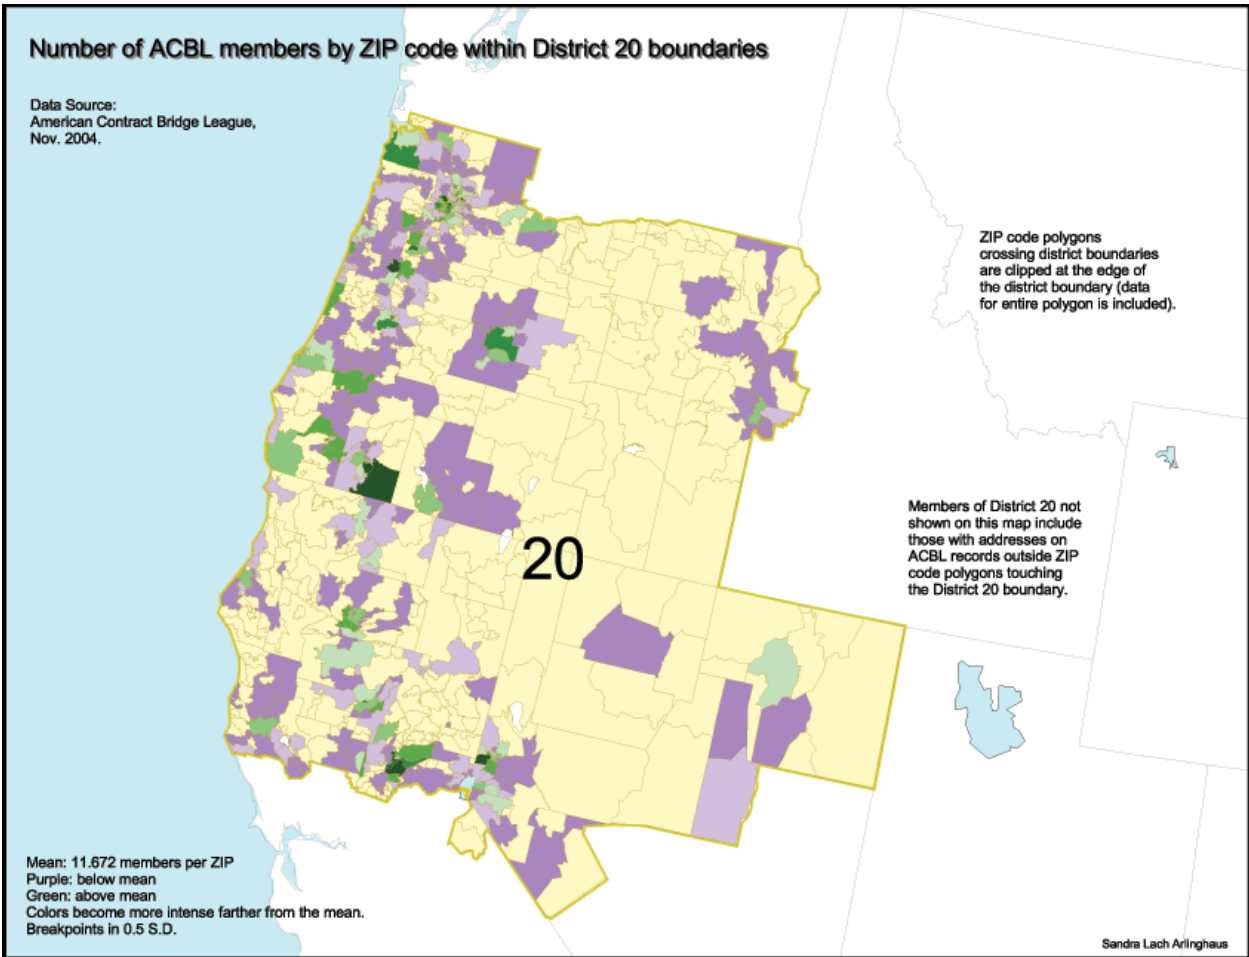 Number of ACBL members by ZIP code within District 20 boundaries
Data Source:
American Contract Bridge League,
Nov. 2004.
ZIP code polygons
crossing district boundaries
are clipped at the edge of
the district boundary (data
for entire polygon is included).
Members of District 20 not
shown on this map include
those with addresses on
ACBL records outside ZIP
code polygons touching
the District 20 boundary.
20
Mean: 11.672 members per ZIP
Purple: below mean
Green: above mean
Colors become more intense farther from the mean.
Breakpoints in 0.5 S.D.
Sandra Lach Arlinghaus